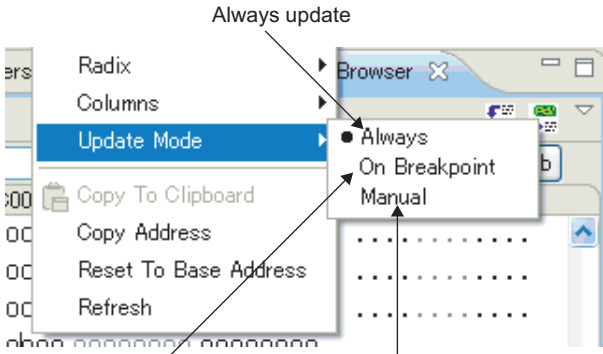 Always update
ers
Radix
Browser
Columns
Update Mode
Always
On Breakpoint
b
Manual
Copy To Clipboard
Copy Address
Reset To Base Address
Refresh